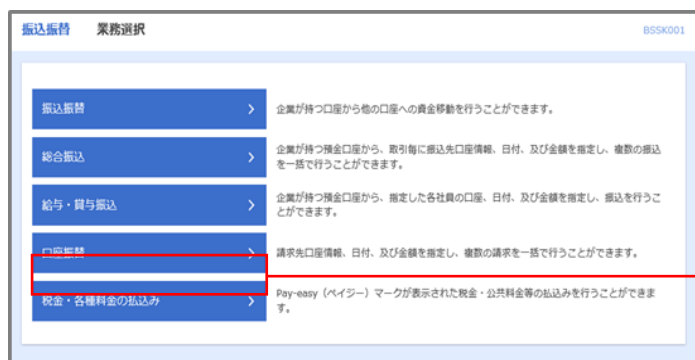 振込振替 業務選択 BSSK001
振込振替 企業が持つ口座から他の口座への資金移動を行うことができます。
総合振込 企業が持つ預金口座から、取引毎に振込先口座情報、日付、及び金額を指定し、複数の振込
を一括で行うことができます。
給与・賞与振込 企業が持つ預金口座から、指定した各社員の口座、日付、及び金額を指定し、振込を行うこ
とができます。
口座振替 請求先口座情報、日付、及び金額を指定し、複数の請求を一括で行うことができます。
税金・各種料金の払込み Pay-easy（ペイジー）マークが表示された税金・公共料金等の払込みを行うことができま
す。